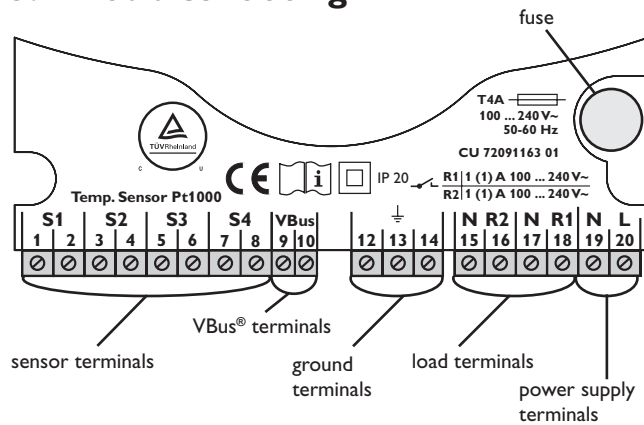 fuse
T4A
100 ... 240 V~
50-60 Hz
CU 72091163 01
TÜVRheinland
C U
CE
i
IP 20
R1 1 (1) A 100 ... 240 V~
R2 1 (1) A 100 ... 240 V~
Temp. Sensor Pt1000
S1 S2 S3 S4 VBus N R2 N R1 N L
1 2 3 4 5 6 7 8 9 10 12 13 14 15 16 17 18 19 20
VBus® terminals
sensor terminals
ground
terminals
load terminals
power supply
terminals